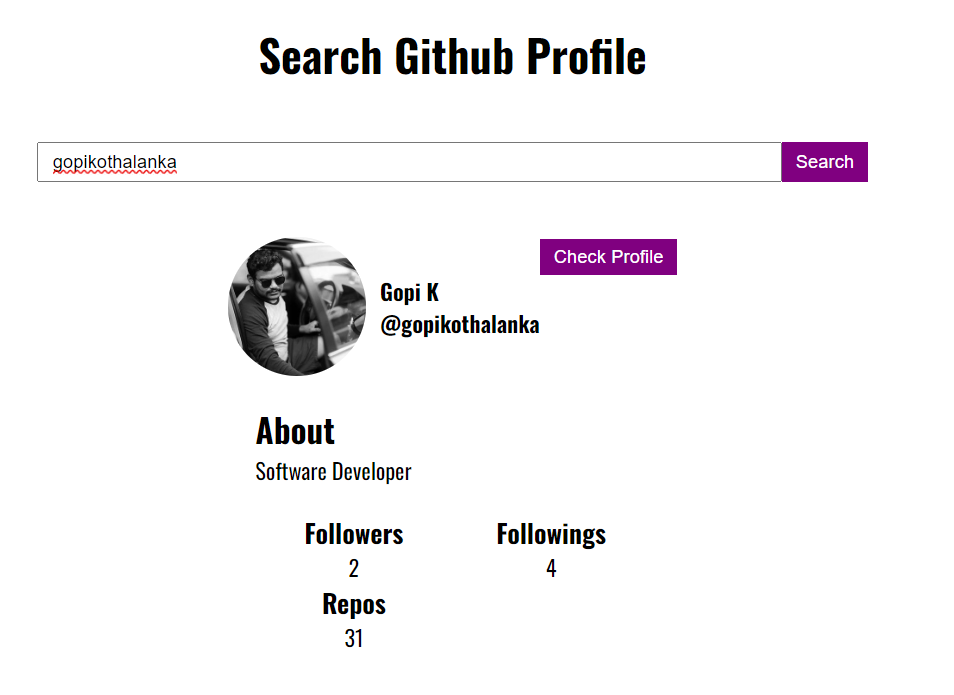 Search Github Profile
gopikothalanka
Search
Check Profile
Gopi K
@gopikothalanka
About
Software Developer
Followers
Followings
2
4
Repos
31